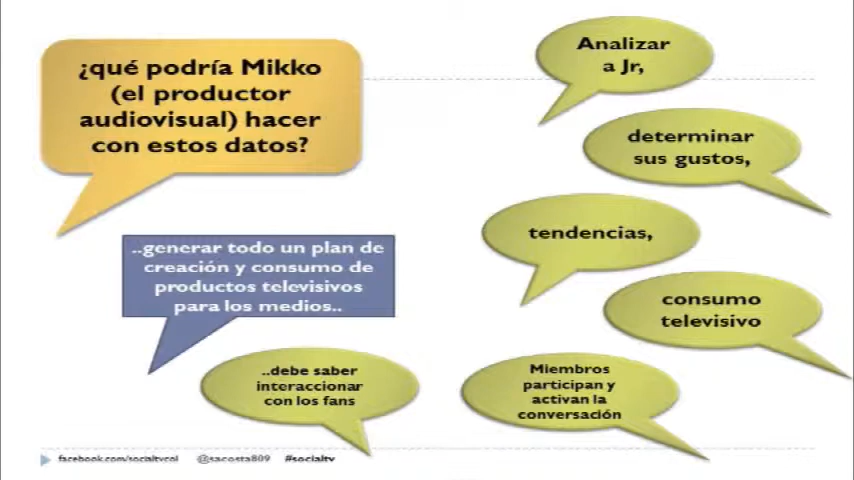 ¿qué podría Mikko
(el productor
audiovisual) hacer
con estos datos?
Analizar
a Jr,
determinar
sus gustos,
tendencias,
consumo
televisivo
..generar todo un plan de
creación y consumo de
productos televisivos
para los medios..
..debe saber
interaccionar
con los fans
Miembros
participan y
activan la
conversación
facebook.com/socialtvcol @sacosta809 #socialtv